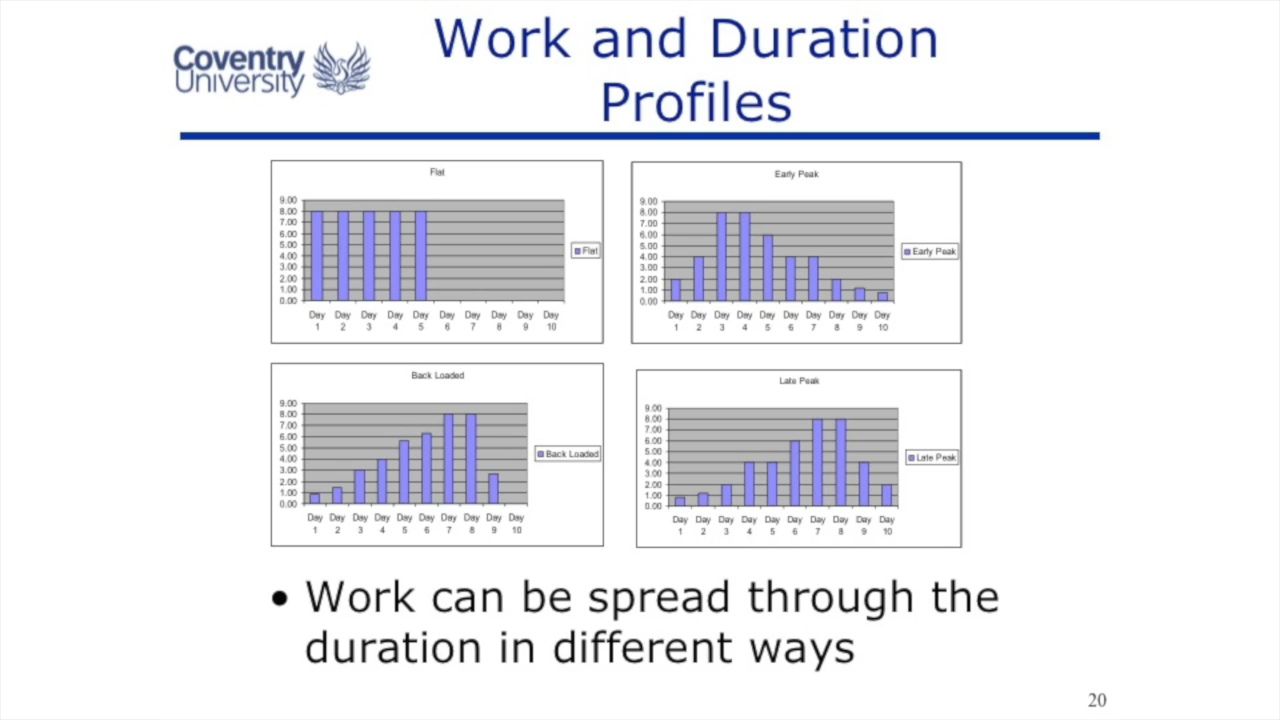 Coventry
University
Work and Duration
Profiles
Flat
9.00
8.00
7.00
6.00
5.00
4.00
3.00
2.00
1.00
0.00
Day Day Day Day Day Day Day Day Day Day
1 2 3 4 5 6 7 8 9 10
Flat
Early Peak
9.00
8.00
7.00
6.00
5.00
4.00
3.00
2.00
1.00
0.00
Day Day Day Day Day Day Day Day Day Day
1 2 3 4 5 6 7 8 9 10
Early Peak
Back Loaded
9.00
8.00
7.00
6.00
5.00
4.00
3.00
2.00
1.00
0.00
Day Day Day Day Day Day Day Day Day Day
1 2 3 4 5 6 7 8 9 10
Back Loaded
Late Peak
9.00
8.00
7.00
6.00
5.00
4.00
3.00
2.00
1.00
0.00
Day Day Day Day Day Day Day Day Day Day
1 2 3 4 5 6 7 8 9 10
Late Peak
• Work can be spread through the
duration in different ways
20